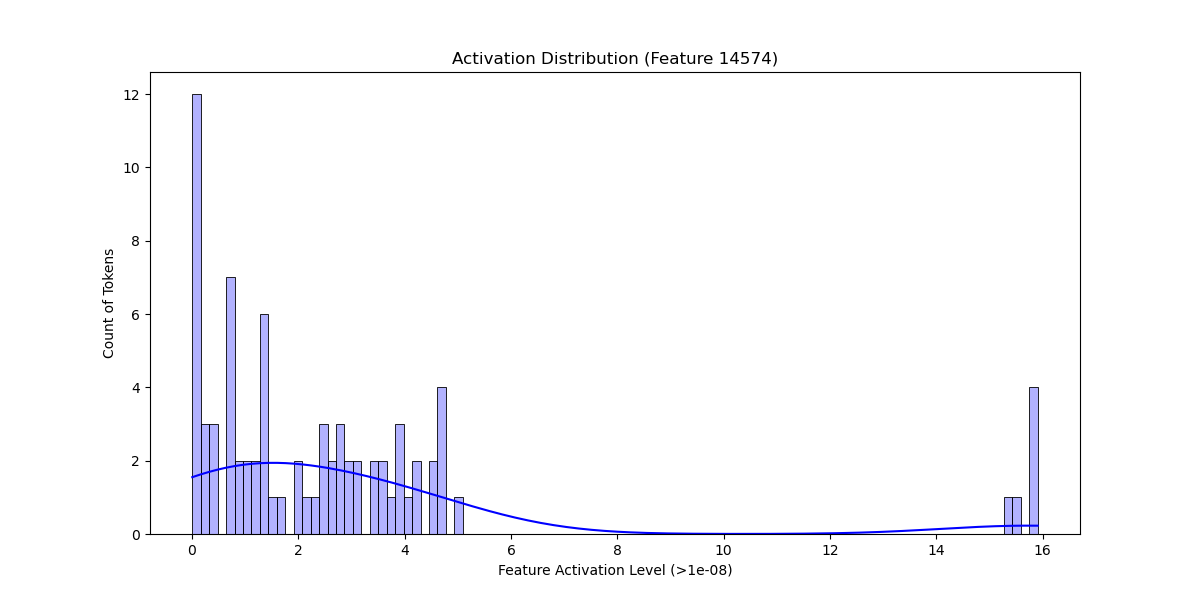 Activation Distribution (Feature 14574)
Count of Tokens
12
10
8
6
4
2
0
0 2 4 6 8 10 12 14 16
Feature Activation Level (>1e-08)